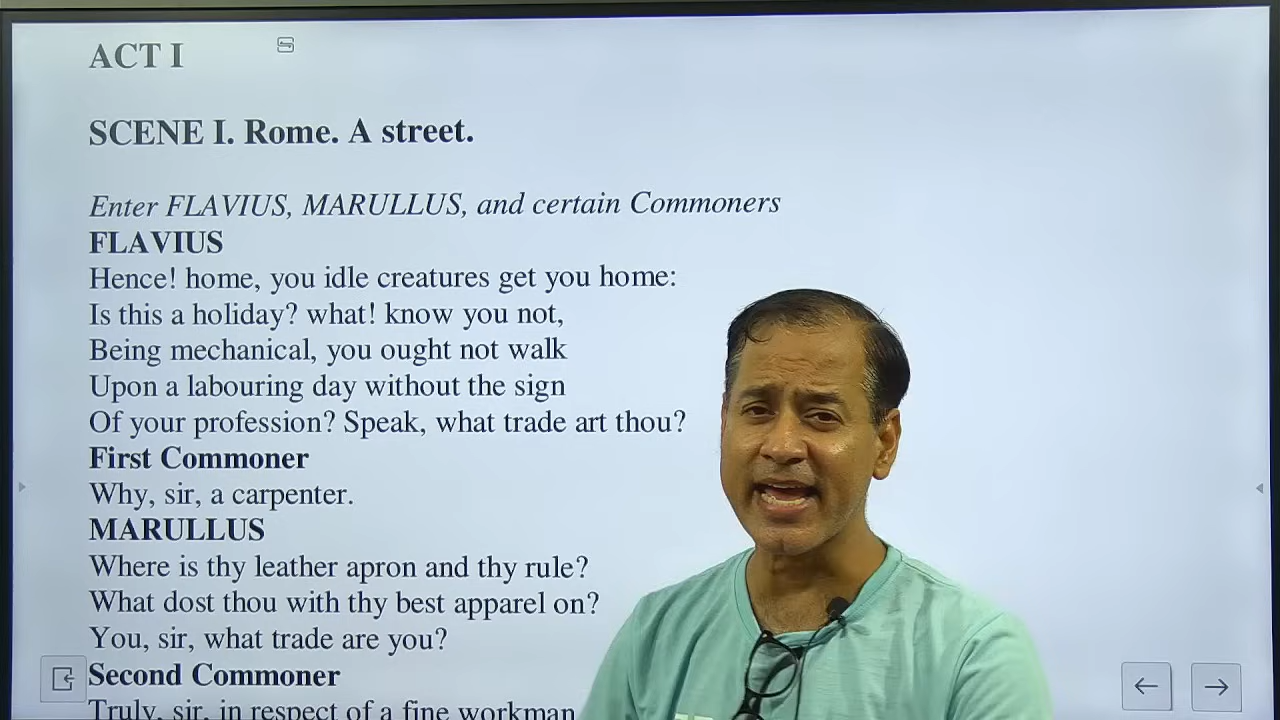 ACT I
SCENE I. Rome. A street.
Enter FLAVIUS, MARULLUS, and certain Commoners
FLAVIUS
Hence! home, you idle creatures get you home:
Is this a holiday? what! know you not,
Being mechanical, you ought not walk
Upon a labouring day without the sign
Of your profession? Speak, what trade art thou?
First Commoner
Why, sir, a carpenter.
MARULLUS
Where is thy leather apron and thy rule?
What dost thou with thy best apparel on?
You, sir, what trade are you?
Second Commoner
Truly, sir, in respect of a fine workman,